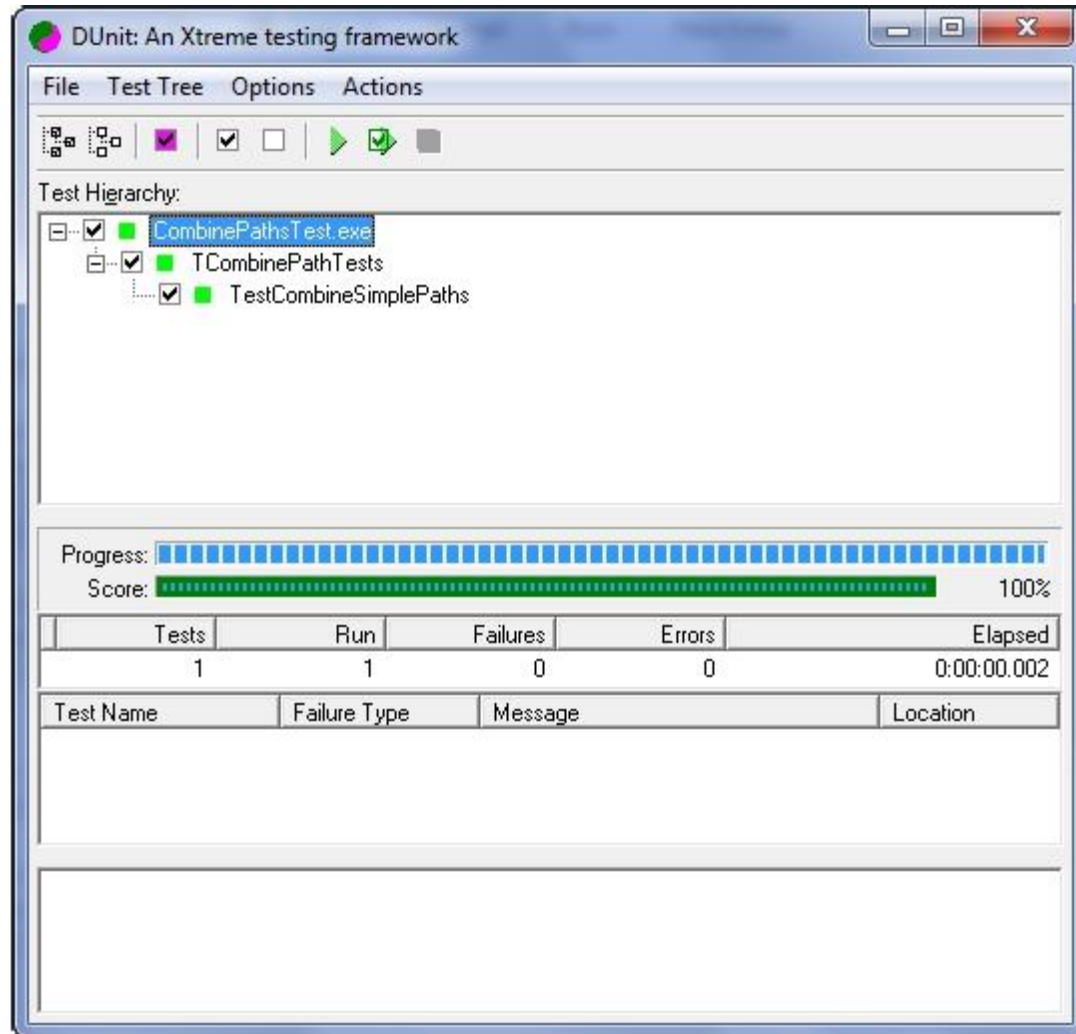 DUnit: An Xtreme testing framework
File Test Tree Options Actions
Test Hierarchy:
CombinePathsTest.exe
TCombinePathTests
TestCombineSimplePaths
Progress:
Score: 100%
Tests Run Failures Errors Elapsed
1 1 0 0 0:00:00.002
Test Name Failure Type Message Location